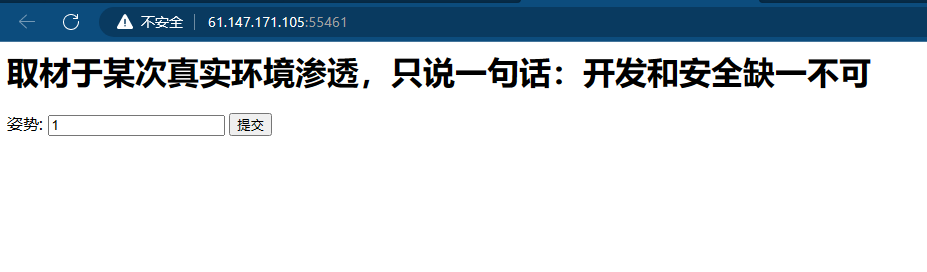 不安全 61.147.171.105:55461
取材于某次真实环境渗透，只说一句话：开发和安全缺一不可
姿势: 1 提交